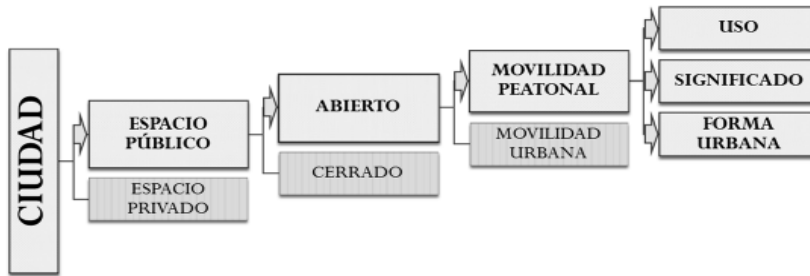 CIUDAD
ESPACIO
PÚBLICO
ESPACIO
PRIVADO
ABIERTO
CERRADO
MOVILIDAD
PEATONAL
MOVILIDAD
URBANA
USO
SIGNIFICADO
FORMA
URBANA